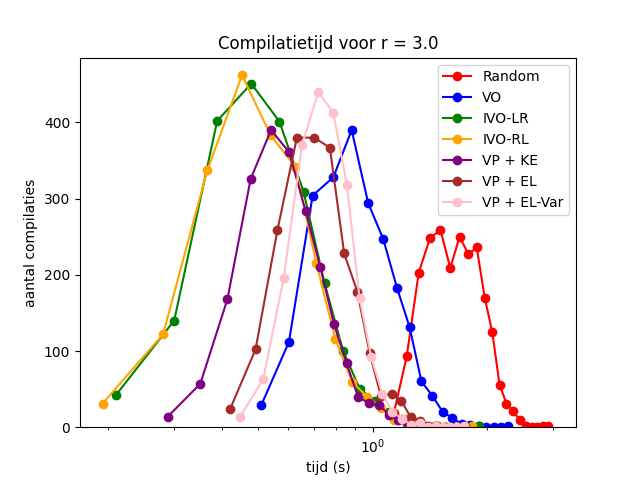 Compilatietijd voor r = 3.0
aantal compilaties
400
300
200
100
0
Random
VO
IVO-LR
IVO-RL
VP + KE
VP + EL
VP + EL-Var
10⁰
tijd (s)